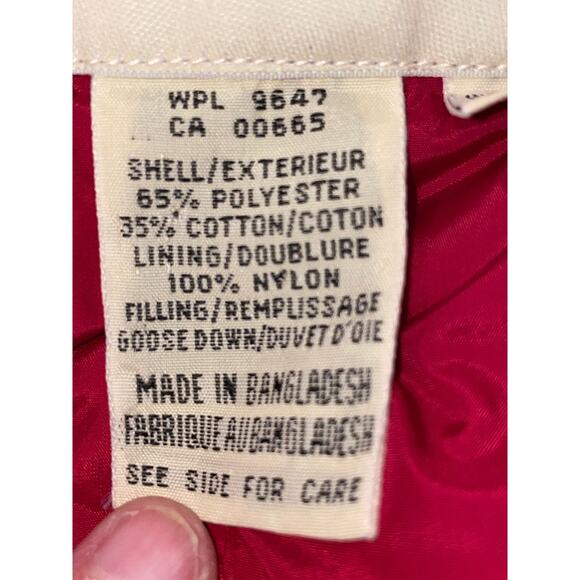 WPL 9647
CA 00665
SHELL/EXTERIEUR
65% POLYESTER
35% COTTON/COTON
LINING/DOUBLURE
100% NYLON
FILLING/REMPLISSAGE
GOOSE DOWN/DUVET D'OIE
MADE IN BANGLADESH
FABRIQUE AU BANGLADESH
SEE SIDE FOR CARE